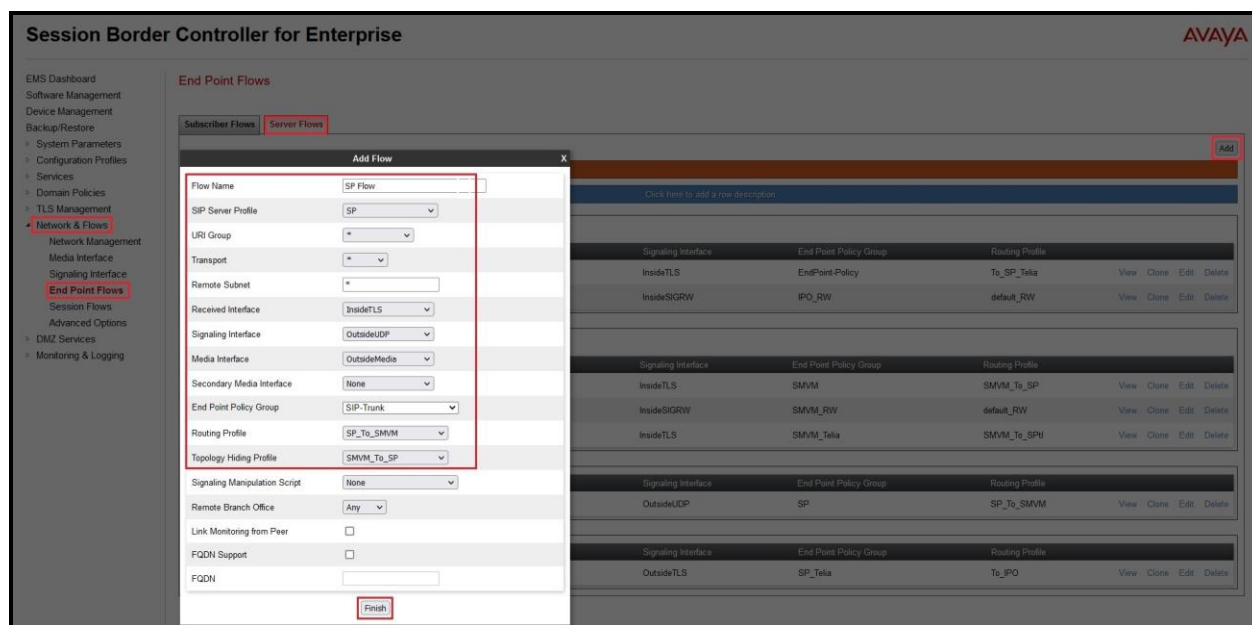 Session Border Controller for Enterprise
AVAYA
EMS Dashboard
Software Management
Device Management
Backup/Restore
System Parameters
Configuration Profiles
Services
Domain Policies
TLS Management
Network & Flows
Network Management
Media Interface
Signaling Interface
End Point Flows
Session Flows
Advanced Options
DMZ Services
Monitoring & Logging
End Point Flows
Subscriber Flows Server Flows
Add
Click here to add a row description
Signaling Interface End Point Policy Group Routing Profile
InsideTLS EndPoint-Policy To_SP_Telia View Clone Edit Delete
InsideSIGRW IPO_RW default_RW View Clone Edit Delete
Signaling Interface End Point Policy Group Routing Profile
InsideTLS SMVM SMVM_To_SP View Clone Edit Delete
InsideSIGRW SMVM_RW default_RW View Clone Edit Delete
InsideTLS SMVM_Telia SMVM_To_SPtl View Clone Edit Delete
Signaling Interface End Point Policy Group Routing Profile
OutsideUDP SP SP_To_SMVM View Clone Edit Delete
Signaling Interface End Point Policy Group Routing Profile
OutsideTLS SP_Telia To_IPO View Clone Edit Delete
Add Flow X
Flow Name SP Flow
SIP Server Profile SP
URI Group *
Transport *
Remote Subnet *
Received Interface InsideTLS
Signaling Interface OutsideUDP
Media Interface OutsideMedia
Secondary Media Interface None
End Point Policy Group SIP-Trunk
Routing Profile SP_To_SMVM
Topology Hiding Profile SMVM_To_SP
Signaling Manipulation Script None
Remote Branch Office Any
Link Monitoring from Peer
FQDN Support
FQDN
Finish